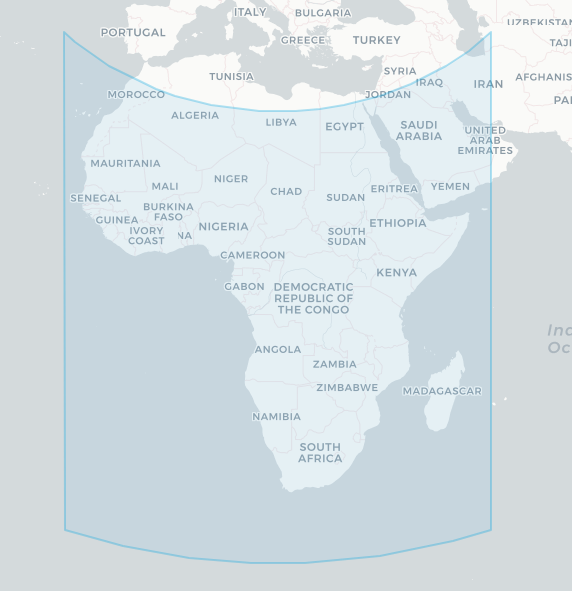 ITALY
BULGARIA
UZBEKISTAN
PORTUGAL
GREECE
TURKEY
TAJI
TUNISIA
SYRIA
IRAQ
IRAN
AFGHANIS
MOROCCO
JORDAN
PA
ALGERIA
LIBYA
EGYPT
SAUDI
ARABIA
UNITED
ARAB
EMIRATES
MAURITANIA
MALI
NIGER
CHAD
SUDAN
ERITREA
YEMEN
SENEGAL
BURKINA
FASO
GUINEA
IVORY
COAST
NA
NIGERIA
SOUTH
SUDAN
ETHIOPIA
CAMEROON
KENYA
GABON
DEMOCRATIC
REPUBLIC OF
THE CONGO
Ind
Oc
ANGOLA
ZAMBIA
ZIMBABWE
MADAGASCAR
NAMIBIA
SOUTH
AFRICA